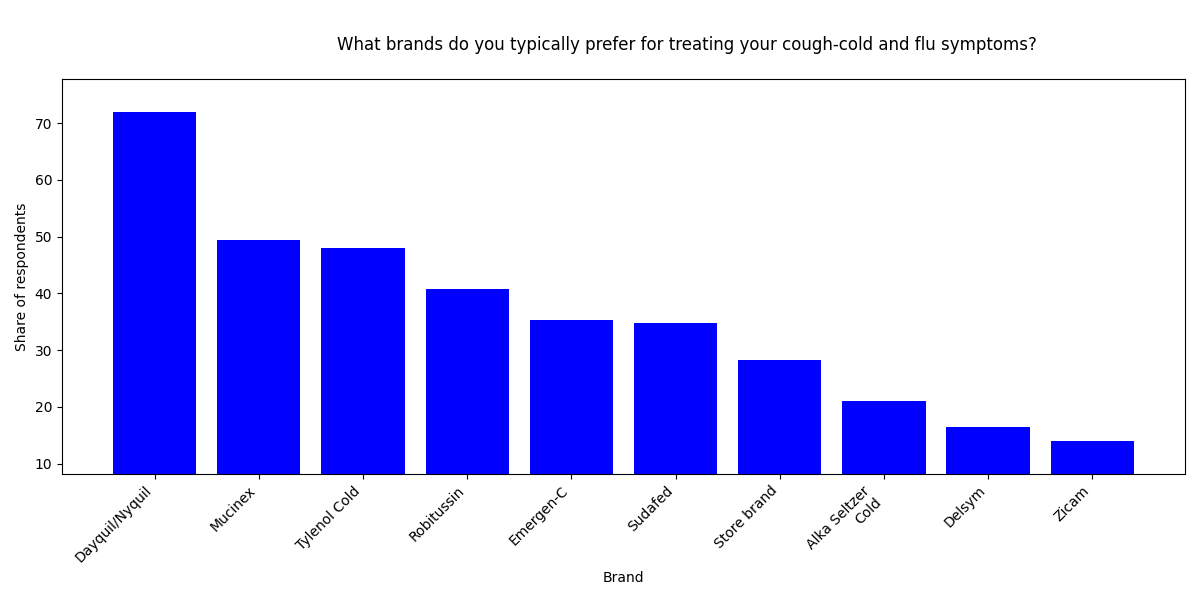 What brands do you typically prefer for treating your cough-cold and flu symptoms?
Share of respondents
70
60
50
40
30
20
10
Dayquil/Nyquil
Mucinex
Tylenol Cold
Robitussin
Emergen-C
Sudafed
Store brand
Alka Seltzer
Cold
Delsym
Zicam
Brand